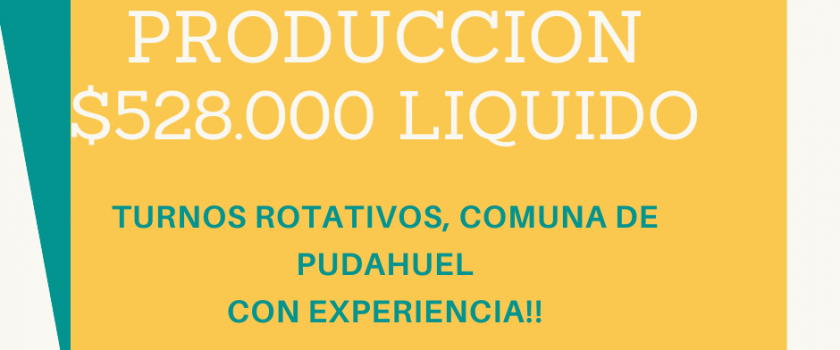 PRODUCCION
$528.000 LIQUIDO
TURNOS ROTATIVOS, COMUNA DE
PUDAHUEL
CON EXPERIENCIA!!